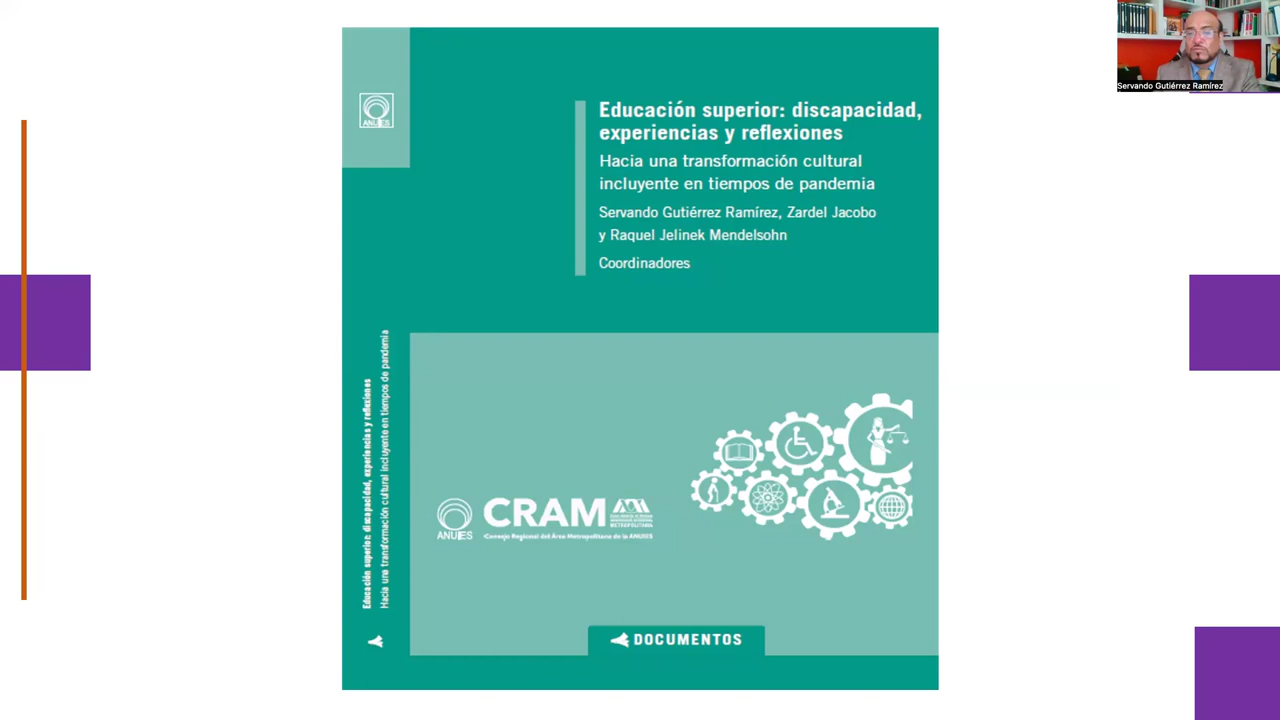 Servando Gutiérrez Ramírez
ANUIES
Educación superior: discapacidad,
experiencias y reflexiones
Hacia una transformación cultural
incluyente en tiempos de pandemia
Servando Gutiérrez Ramírez, Zardel Jacobo
y Raquel Jelinek Mendelsohn
Coordinadores
Educación superior: discapacidad, experiencias y reflexiones
Hacia una transformación cultural incluyente en tiempos de pandemia
ANUIES
CRAM
METROPOLITANA
Consejo Regional del Área Metropolitana de la ANUIES
DOCUMENTOS